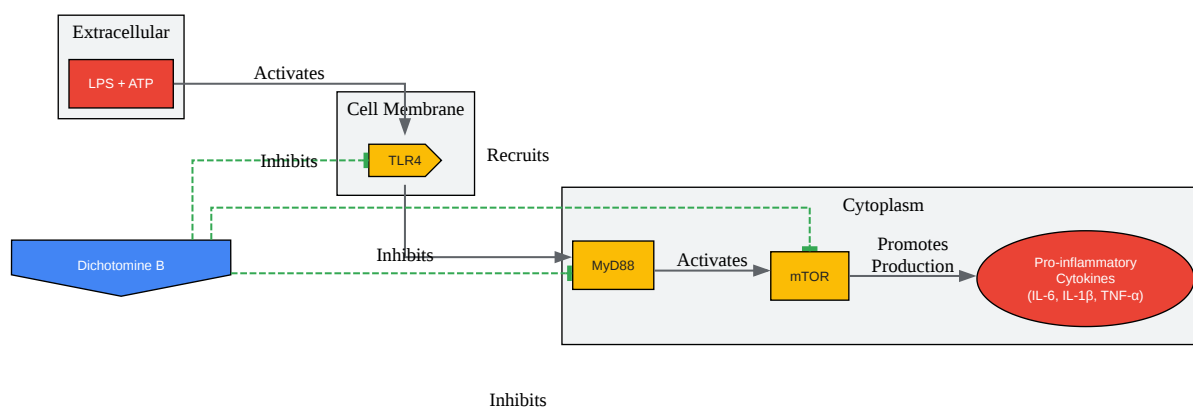 Extracellular
LPS + ATP
Activates
Cell Membrane
TLR4
Recruits
Inhibits
Cytoplasm
Dichotomine B
Inhibits
MyD88
Activates
mTOR
Promotes
Production
Pro-inflammatory
Cytokines
(IL-6, IL-1β, TNF-α)
Inhibits